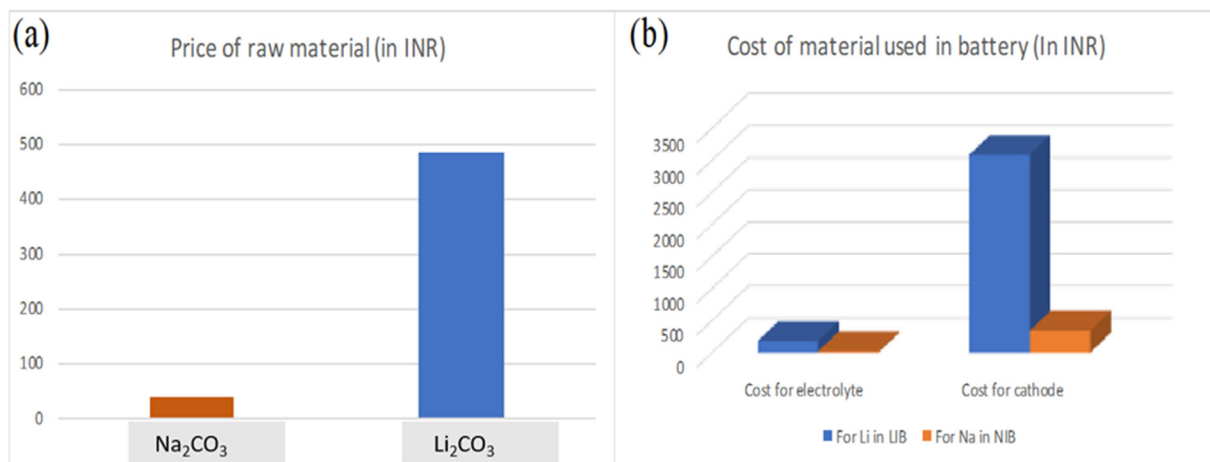 (a)
Price of raw material (in INR)
600
500
400
300
200
100
0
Na₂CO₃
Li₂CO₃
(b)
Cost of material used in battery (In INR)
3500
3000
2500
2000
1500
1000
500
0
Cost for electrolyte
Cost for cathode
For Li in LIB
For Na in NIB